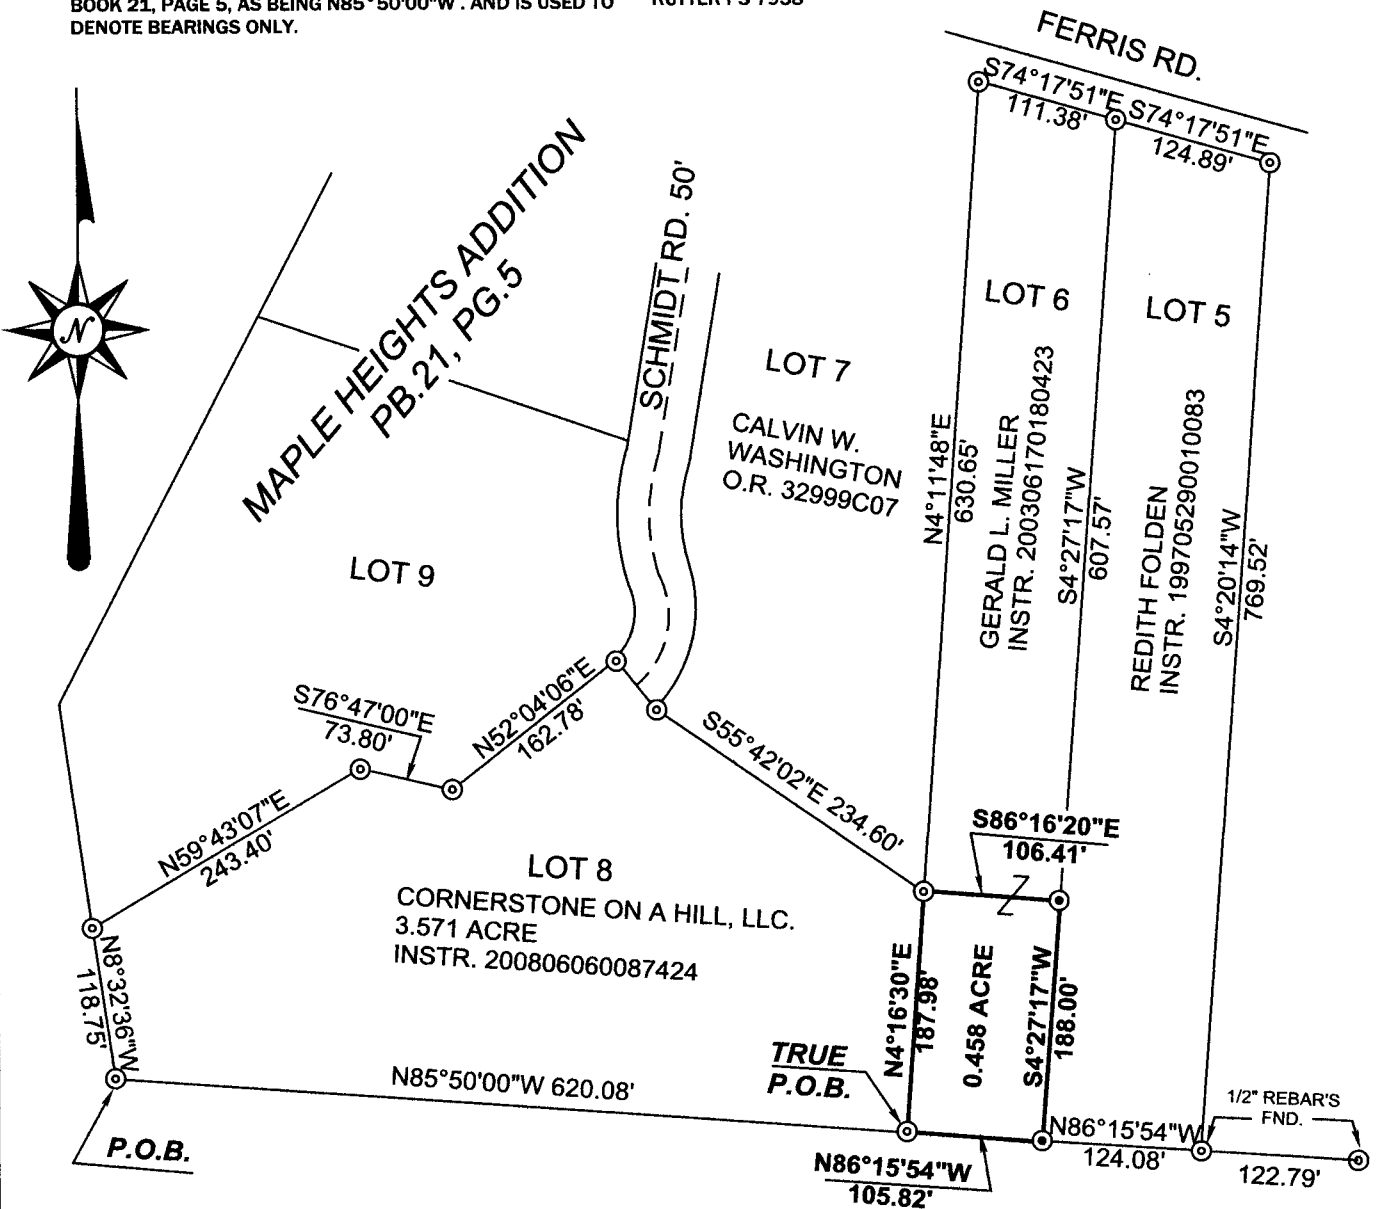 BOOK 21, PAGE 5, AS BEING N85°50'00"W . AND IS USED TO
DENOTE BEARINGS ONLY.
FERRIS RD.
S74°17'51"E
111.38'
S74°17'51"E
124.89'
N
MAPLE HEIGHTS ADDITION
PB.21, PG.5
SCHMIDT RD. 50'
LOT 6
LOT 5
LOT 7
CALVIN W.
WASHINGTON
O.R. 32999C07
N4°11'48"E
630.65'
GERALD L. MILLER
INSTR. 200306170180423
S4°27'17"W
607.57'
REDITH FOLDEN
INSTR. 199705290010083
S4°20'14"W
769.52'
LOT 9
S76°47'00"E
73.80'
N52°04'06"E
162.78'
S55°42'02"E 234.60'
N59°43'07"E
243.40'
S86°16'20"E
106.41'
LOT 8
CORNERSTONE ON A HILL, LLC.
3.571 ACRE
INSTR. 200806060087424
N8°32'36"W
118.75'
N4°16'30"E
187.98'
0.458 ACRE
S4°27'17"W
188.00'
TRUE
P.O.B.
N85°50'00"W 620.08'
P.O.B.
N86°15'54"W
105.82'
N86°15'54"W
124.08'
1/2" REBAR'S
FND.
122.79'